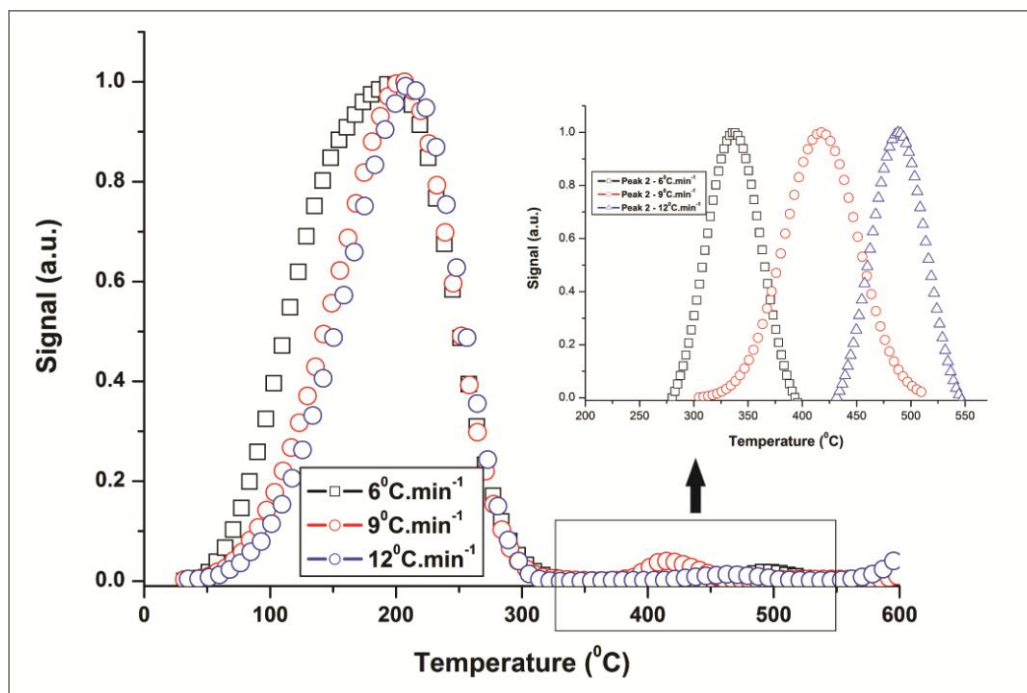 Signal (a.u.)
1.0
0.8
0.6
0.4
0.2
0.0
0 100 200 300 400 500 600
Temperature (⁰C)
6⁰C.min⁻¹
9⁰C.min⁻¹
12⁰C.min⁻¹
Signal (a.u.)
1.0
0.8
0.6
0.4
0.2
0.0
200 250 300 350 400 450 500 550
Temperature (⁰C)
Peak 2 - 6⁰C.min⁻¹
Peak 2 - 9⁰C.min⁻¹
Peak 2 - 12⁰C.min⁻¹